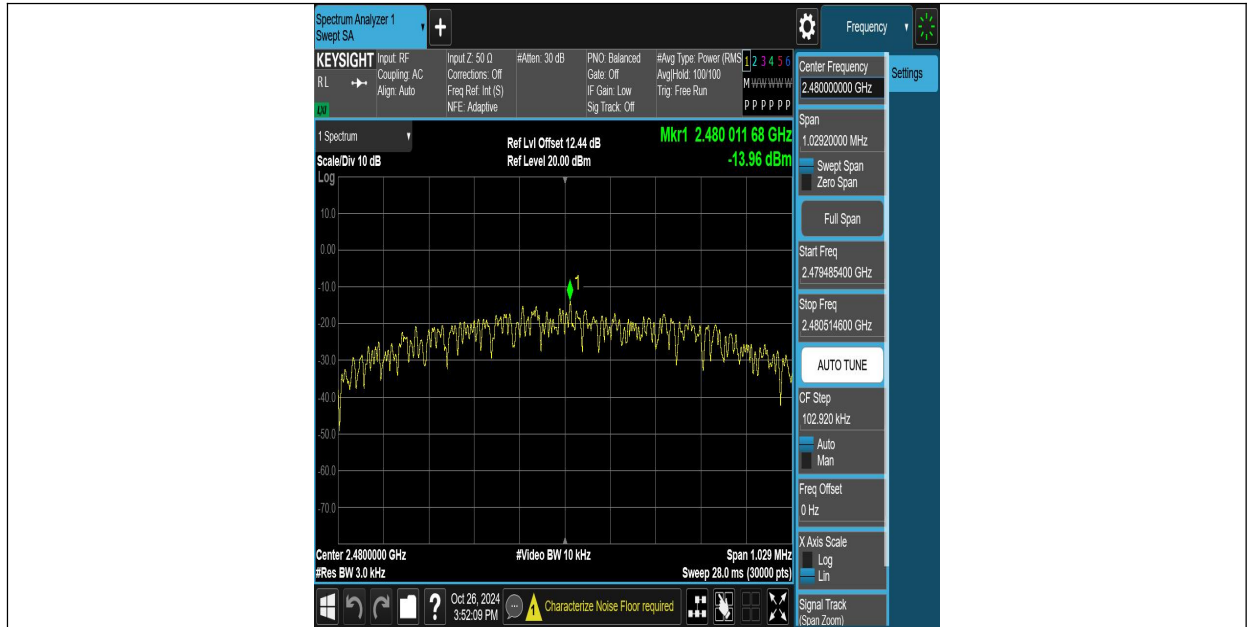 Spectrum Analyzer 1
Swept SA
+
Frequency
KEYSIGHT
RL
Input: RF
Coupling: AC
Align: Auto
Input Z: 50 Ω
Corrections: Off
Freq Ref: Int (S)
NFE: Adaptive
#Atten: 30 dB
PNO: Balanced
Gate: Off
IF Gain: Low
Sig Track: Off
#Avg Type: Power (RMS
Avg|Hold: 100/100
Trig: Free Run
1 2 3 4 5 6
M W W W W W
P P P P P P
1 Spectrum
Scale/Div 10 dB
Ref Lvl Offset 12.44 dB
Ref Level 20.00 dBm
Mkr1 2.480 011 68 GHz
-13.96 dBm
Log
10.0
0.00
-10.0
-20.0
-30.0
-40.0
-50.0
-60.0
-70.0
1
Center 2.4800000 GHz
#Res BW 3.0 kHz
#Video BW 10 kHz
Span 1.029 MHz
Sweep 28.0 ms (30000 pts)
?
Oct 26, 2024
3:52:09 PM
1
Characterize Noise Floor required
Center Frequency
2.480000000 GHz
Settings
Span
1.02920000 MHz
Swept Span
Zero Span
Full Span
Start Freq
2.479485400 GHz
Stop Freq
2.480514600 GHz
AUTO TUNE
CF Step
102.920 kHz
Auto
Man
Freq Offset
0 Hz
X Axis Scale
Log
Lin
Signal Track
(Span Zoom)